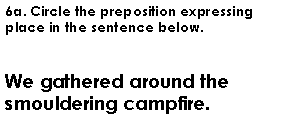 6a. Circle the preposition expressing
place in the sentence below.
We gathered around the
smouldering campfire.